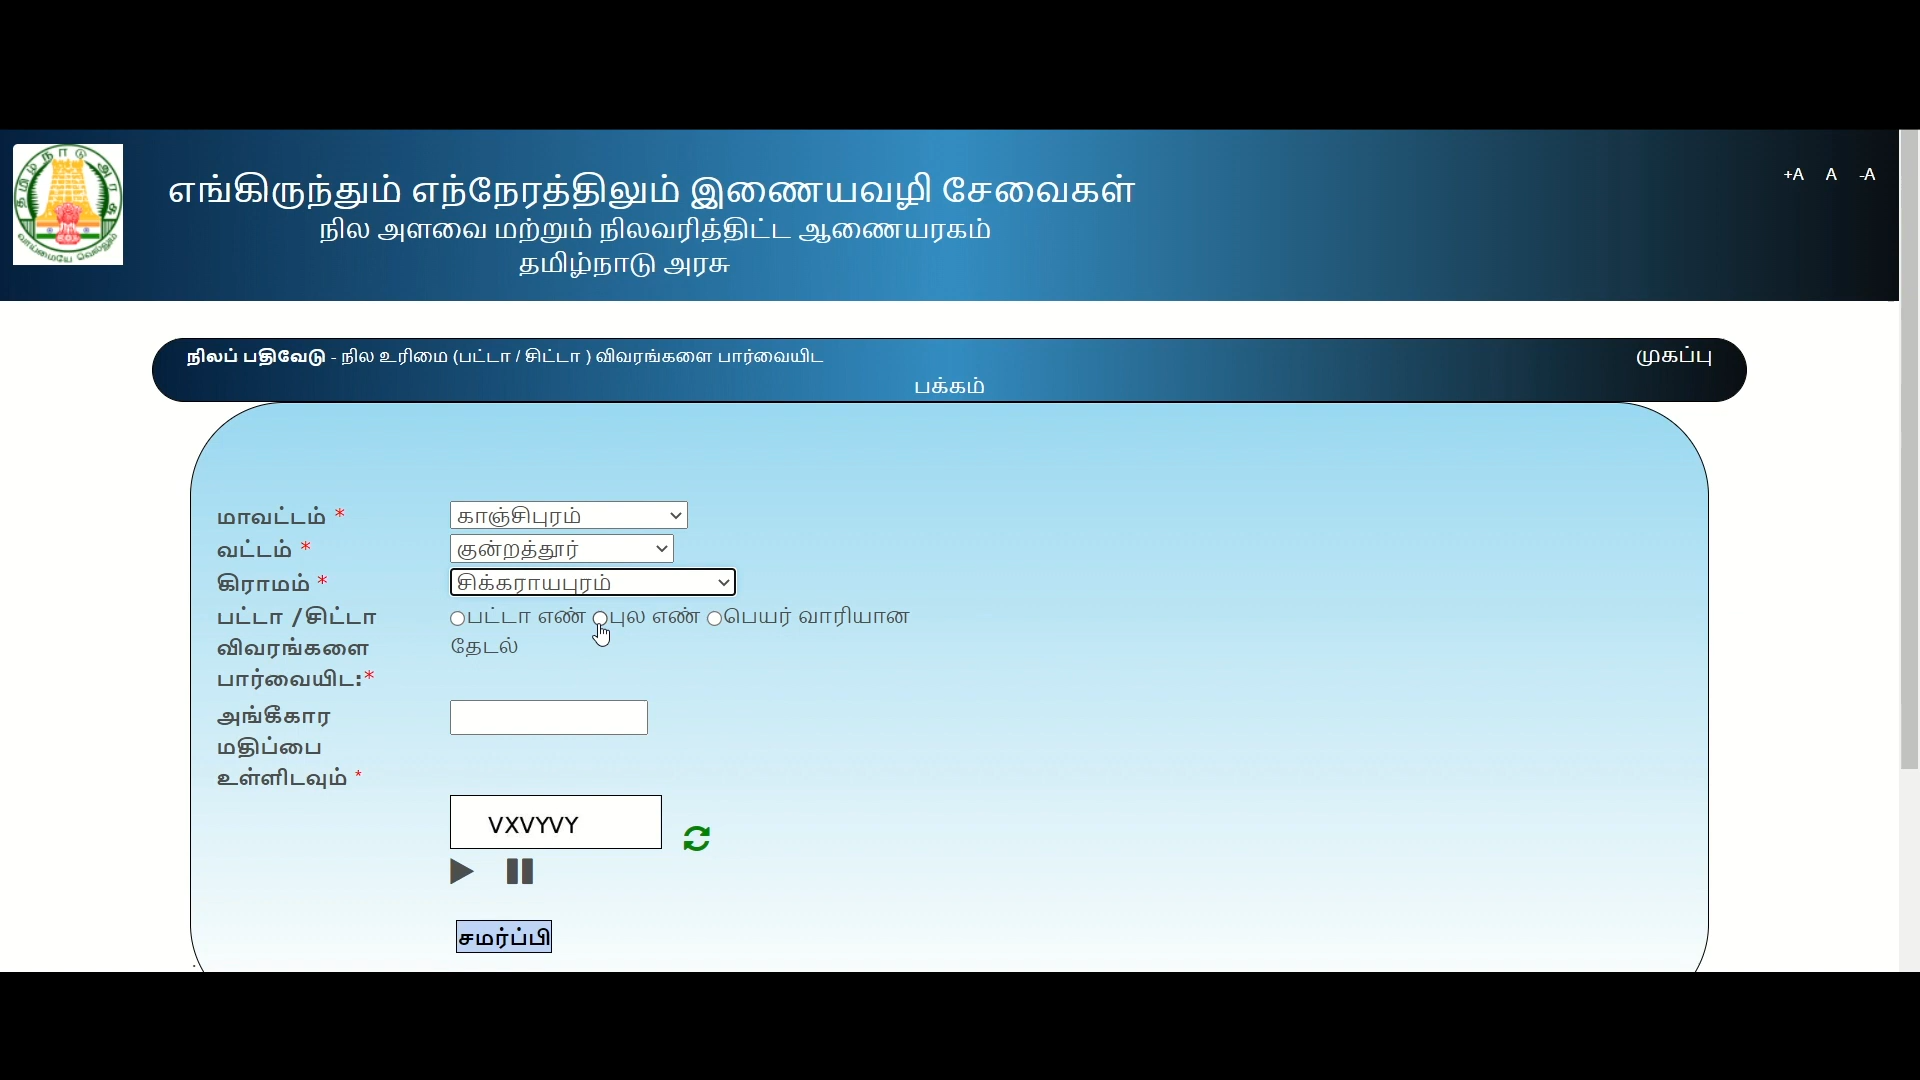 எங்கிருந்தும் எந்நேரத்திலும் இணையவழி சேவைகள்
+A A -A
நில அளவை மற்றும் நிலவரித்திட்ட ஆணையரகம்
தமிழ்நாடு அரசு
தமிழ்நாடு அரசு
வாய்மையே வெல்லும்
நிலப் பதிவேடு - நில உரிமை (பட்டா / சிட்டா ) விவரங்களை பார்வையிட
முகப்பு
பக்கம்
மாவட்டம் * காஞ்சிபுரம்
வட்டம் * குன்றத்தூர்
கிராமம் * சிக்கராயபுரம்
பட்டா /சிட்டா
விவரங்களை
பார்வையிட:*
பட்டா எண் புல எண் பெயர் வாரியான
தேடல்
அங்கீகார
மதிப்பை
உள்ளிடவும் *
VXVYVY
சமர்ப்பி